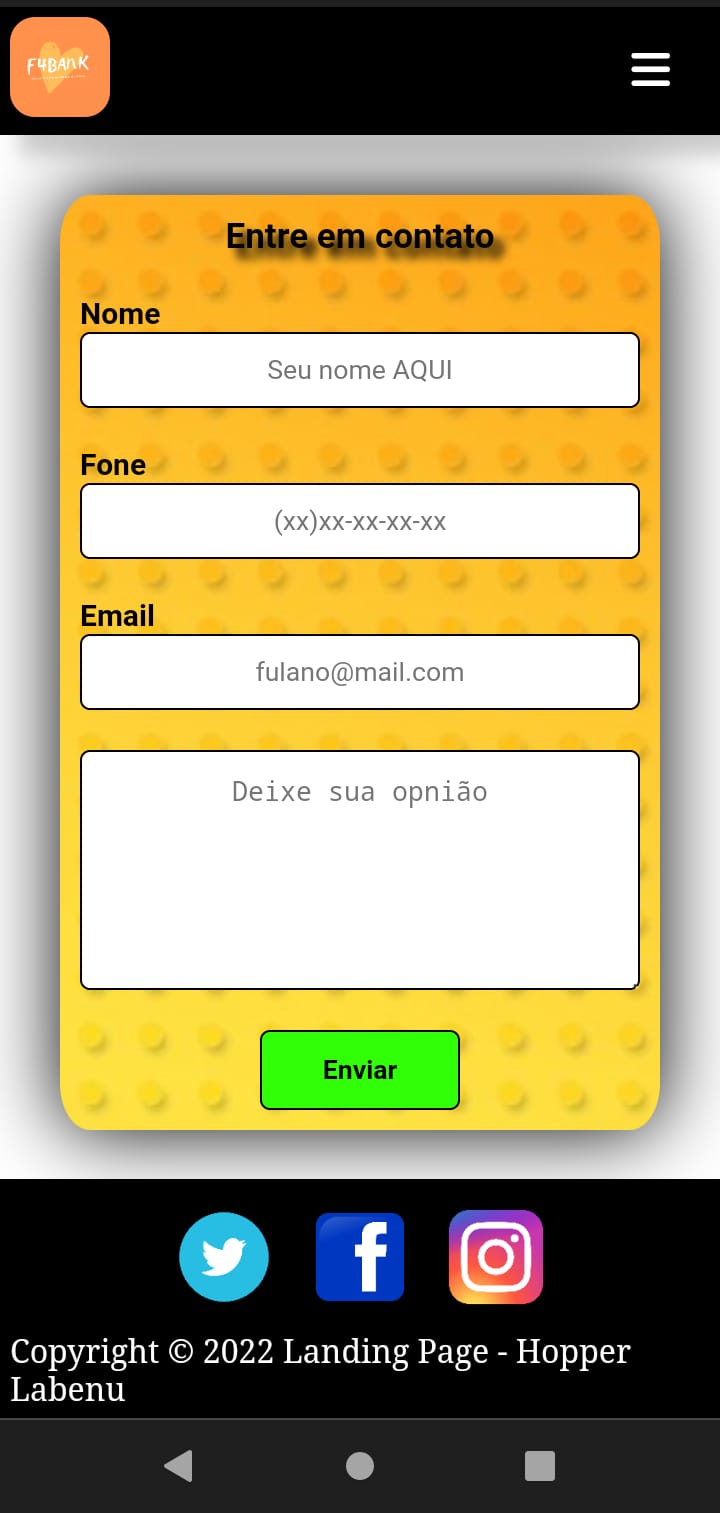 F4BANK
Entre em contato
Nome
Seu nome AQUI
Fone
(xx)xx-xx-xx-xx
Email
fulano@mail.com
Deixe sua opnião
Enviar
Copyright © 2022 Landing Page - Hopper
Labenu